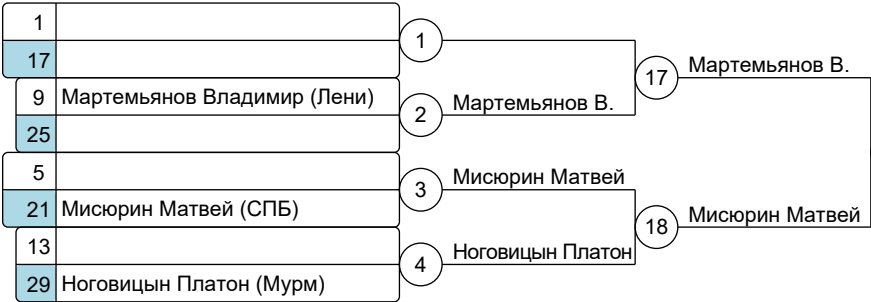 1
17
1
9 Мартемьянов Владимир (Лени)
25
2
Мартемьянов В.
17
Мартемьянов В.
5
21 Мисюрин Матвей (СПБ)
3
Мисюрин Матвей
13
29 Ноговицын Платон (Мурм)
4
Ноговицын Платон
18
Мисюрин Матвей